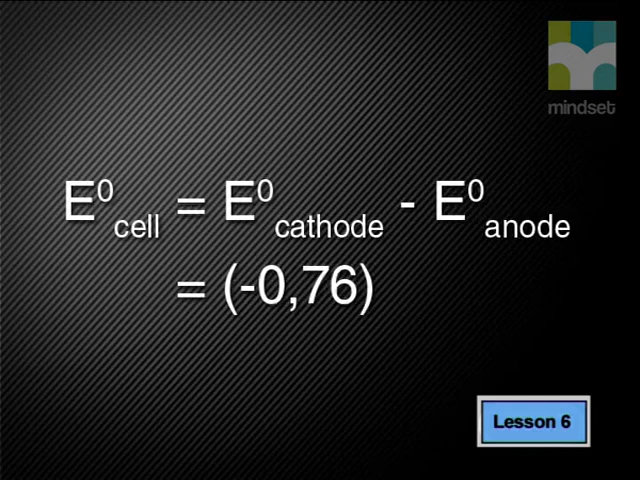 mindset
E⁰cell = E⁰cathode - E⁰anode
= (-0,76)
Lesson 6